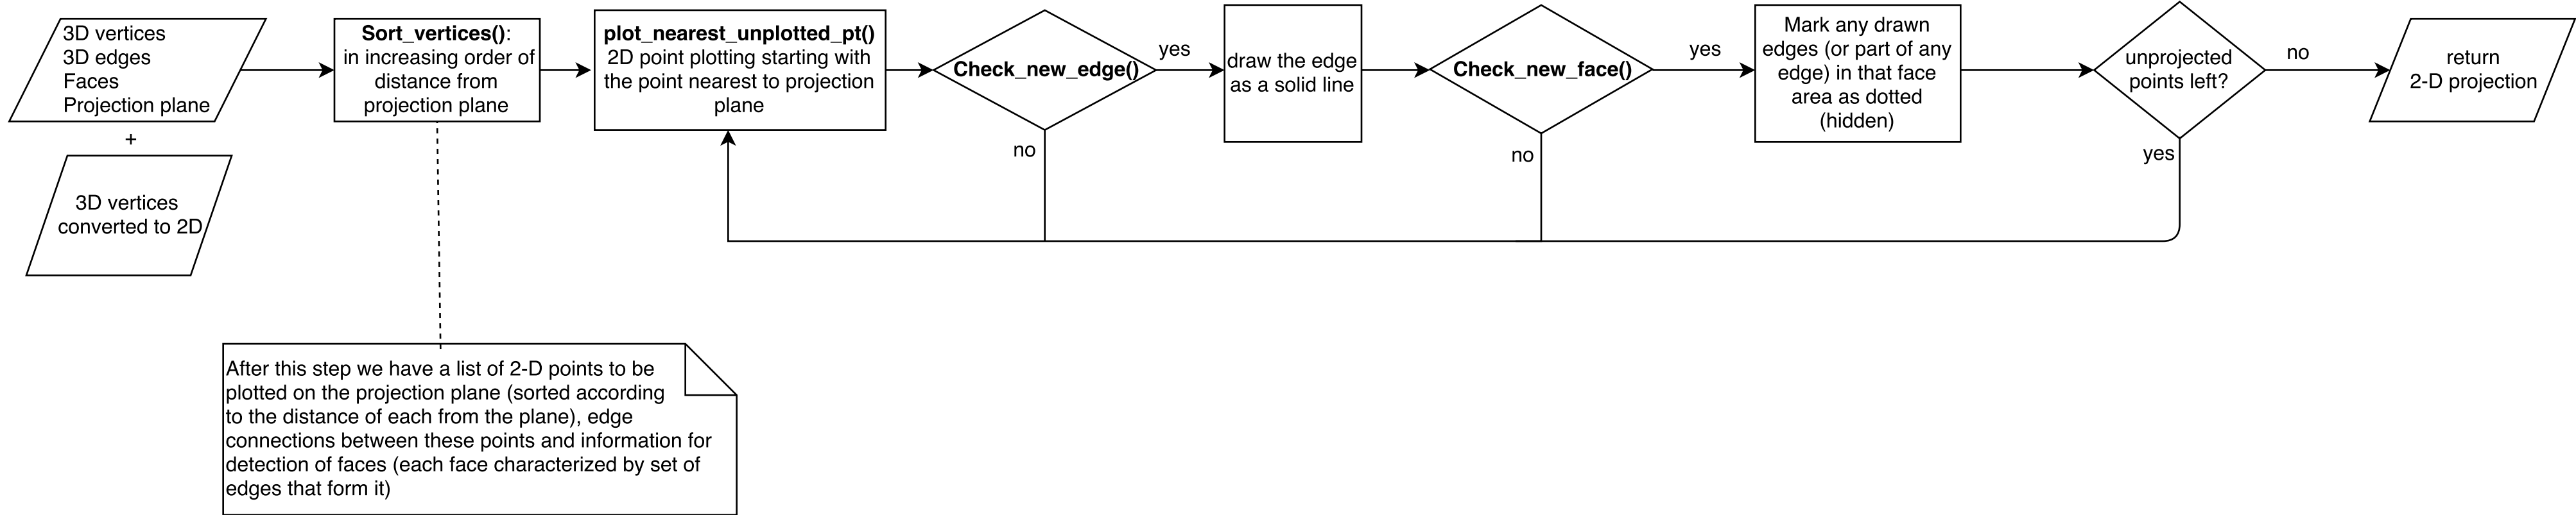 3D vertices
3D edges
Faces
Projection plane
+
3D vertices
converted to 2D
Sort_vertices():
in increasing order of
distance from
projection plane
After this step we have a list of 2-D points to be
plotted on the projection plane (sorted according
to the distance of each from the plane), edge
connections between these points and information for
detection of faces (each face characterized by set of
edges that form it)
plot_nearest_unplotted_pt()
2D point plotting starting with
the point nearest to projection
plane
Check_new_edge()
yes
no
draw the edge
as a solid line
Check_new_face()
yes
no
Mark any drawn
edges (or part of any
edge) in that face
area as dotted
(hidden)
unprojected
points left?
no
yes
return
2-D projection